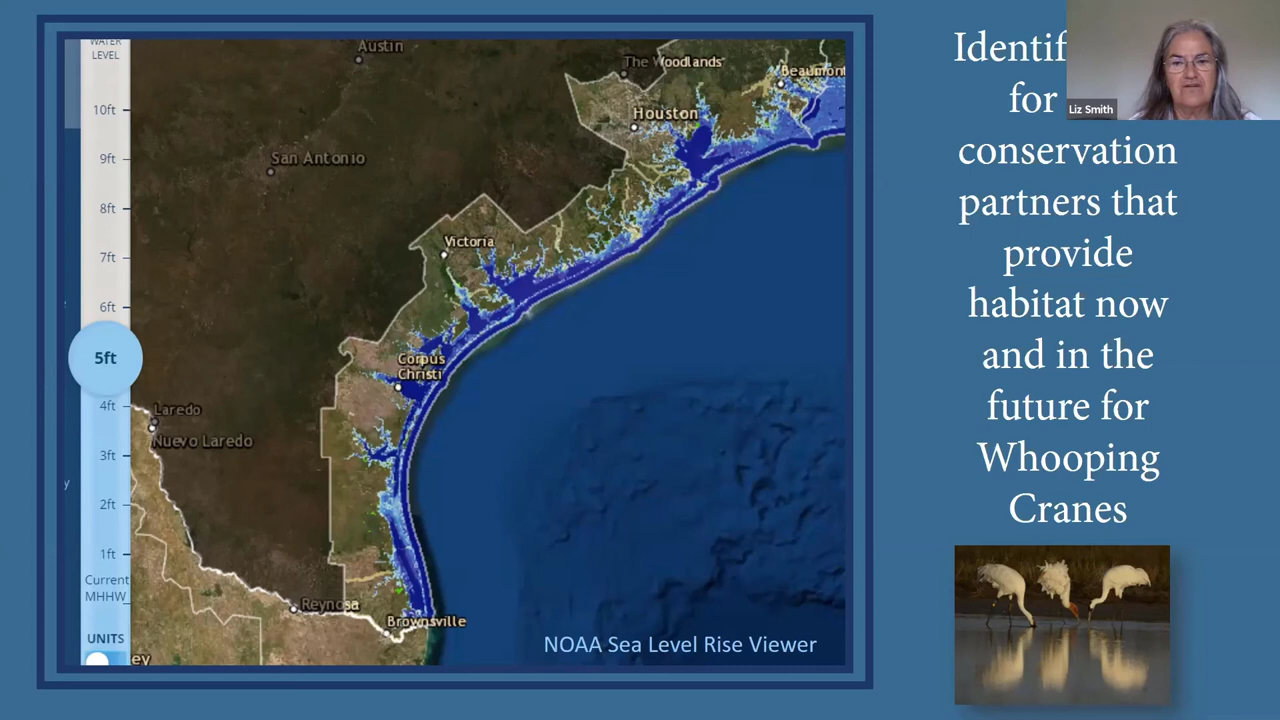 WATER
LEVEL
10ft
9ft
8ft
7ft
6ft
5ft
4ft
3ft
2ft
1ft
Current
MHHW
UNITS
Austin
The Woodlands
Beaumont
Houston
San Antonio
Victoria
Corpus
Christi
Laredo
Nuevo Laredo
Reynosa
Brownsville
ey
y
NOAA Sea Level Rise Viewer
Identif
for
conservation
partners that
provide
habitat now
and in the
future for
Whooping
Cranes
Liz Smith